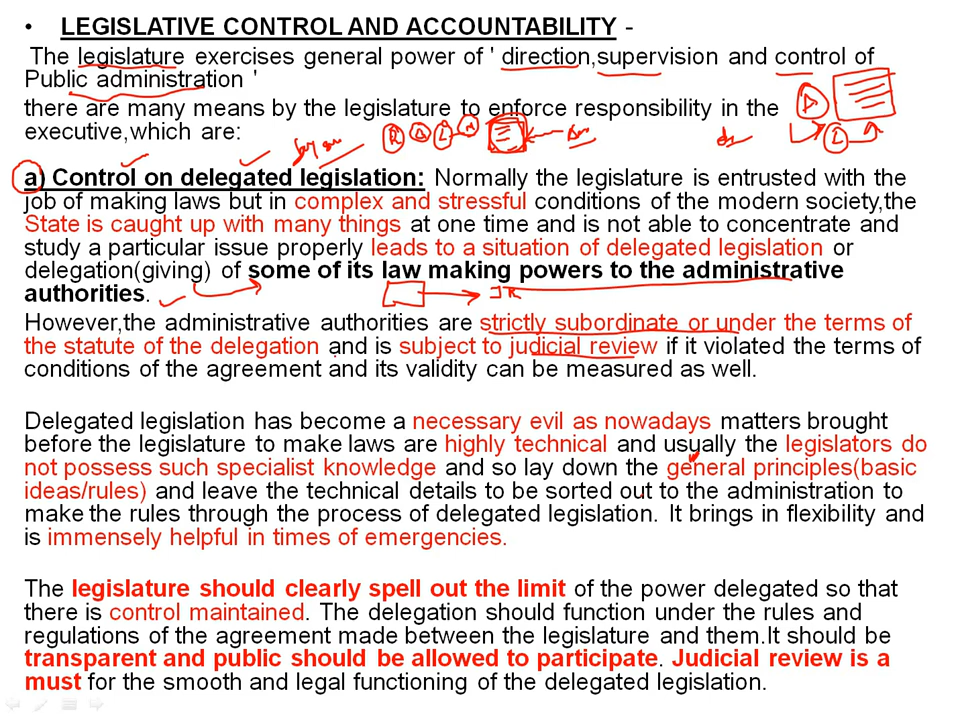 • LEGISLATIVE CONTROL AND ACCOUNTABILITY -
The legislature exercises general power of ' direction,supervision and control of
Public administration '
there are many means by the legislature to enforce responsibility in the
executive,which are:
a) Control on delegated legislation: Normally the legislature is entrusted with the
job of making laws but in complex and stressful conditions of the modern society,the
State is caught up with many things at one time and is not able to concentrate and
study a particular issue properly leads to a situation of delegated legislation or
delegation(giving) of some of its law making powers to the administrative
authorities.
However,the administrative authorities are strictly subordinate or under the terms of
the statute of the delegation and is subject to judicial review if it violated the terms of
conditions of the agreement and its validity can be measured as well.
Delegated legislation has become a necessary evil as nowadays matters brought
before the legislature to make laws are highly technical and usually the legislators do
not possess such specialist knowledge and so lay down the general principles(basic
ideas/rules) and leave the technical details to be sorted out to the administration to
make the rules through the process of delegated legislation. It brings in flexibility and
is immensely helpful in times of emergencies.
The legislature should clearly spell out the limit of the power delegated so that
there is control maintained. The delegation should function under the rules and
regulations of the agreement made between the legislature and them.It should be
transparent and public should be allowed to participate. Judicial review is a
must for the smooth and legal functioning of the delegated legislation.